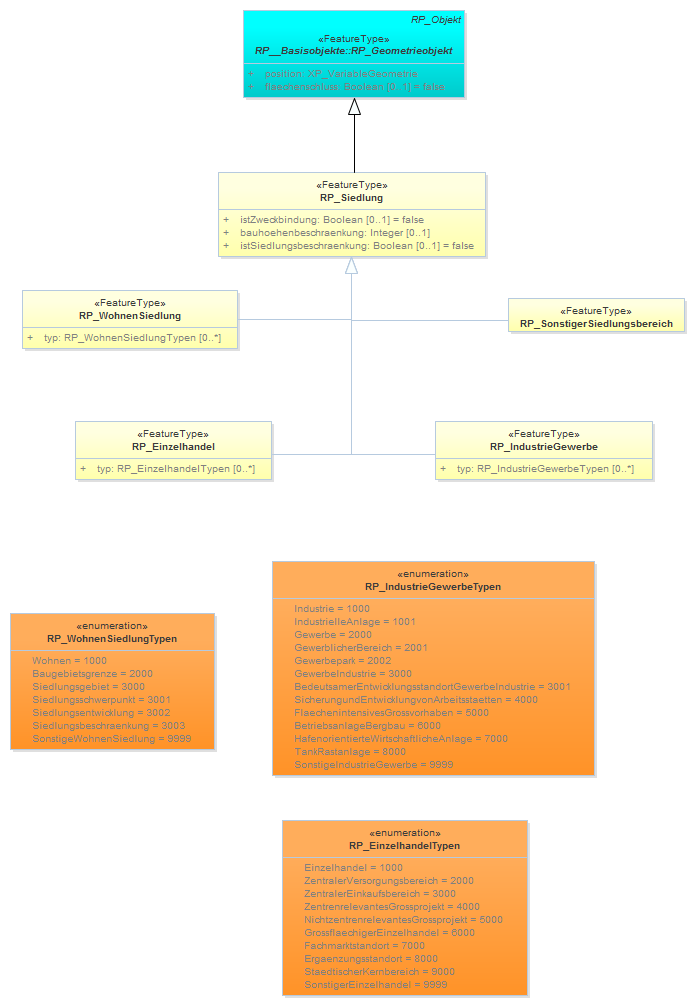 RP_Objekt
«FeatureType»
RP__Basisobjekte::RP_Geometrieobjekt
+ position: XP_VariableGeometrie
+ flaechenschluss: Boolean [0..1] = false
«FeatureType»
RP_Siedlung
+ istZweckbindung: Boolean [0..1] = false
+ bauhoehenbeschraenkung: Integer [0..1]
+ istSiedlungsbeschraenkung: Boolean [0..1] = false
«FeatureType»
RP_WohnenSiedlung
+ typ: RP_WohnenSiedlungTypen [0..*]
«FeatureType»
RP_SonstigerSiedlungsbereich
«FeatureType»
RP_Einzelhandel
+ typ: RP_EinzelhandelTypen [0..*]
«FeatureType»
RP_IndustrieGewerbe
+ typ: RP_IndustrieGewerbeTypen [0..*]
«enumeration»
RP_WohnenSiedlungTypen
Wohnen = 1000
Baugebietsgrenze = 2000
Siedlungsgebiet = 3000
Siedlungsschwerpunkt = 3001
Siedlungsentwicklung = 3002
Siedlungsbeschraenkung = 3003
SonstigeWohnenSiedlung = 9999
«enumeration»
RP_IndustrieGewerbeTypen
Industrie = 1000
IndustrielleAnlage = 1001
Gewerbe = 2000
GewerblicherBereich = 2001
Gewerbepark = 2002
GewerbeIndustrie = 3000
BedeutsamerEntwicklungsstandortGewerbeIndustrie = 3001
SicherungundEntwicklungvonArbeitsstaetten = 4000
FlaechenintensivesGrossvorhaben = 5000
BetriebsanlageBergbau = 6000
HafenorientierteWirtschaftlicheAnlage = 7000
TankRastanlage = 8000
SonstigeIndustrieGewerbe = 9999
«enumeration»
RP_EinzelhandelTypen
Einzelhandel = 1000
ZentralerVersorgungsbereich = 2000
ZentralerEinkaufsbereich = 3000
ZentrenrelevantesGrossprojekt = 4000
NichtzentrenrelevantesGrossprojekt = 5000
GrossflaechigerEinzelhandel = 6000
Fachmarktstandort = 7000
Ergaenzungsstandort = 8000
StaedtischerKernbereich = 9000
SonstigerEinzelhandel = 9999